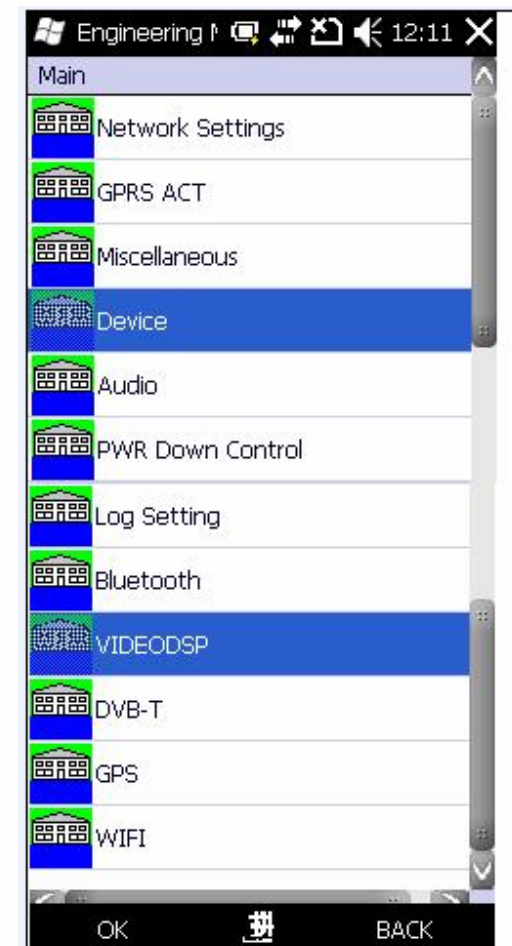 Engineering M 12:11
Main
Network Settings
GPRS ACT
Miscellaneous
Device
Audio
PWR Down Control
Log Setting
Bluetooth
VIDEODSP
DVB-T
GPS
WIFI
OK 拼 BACK